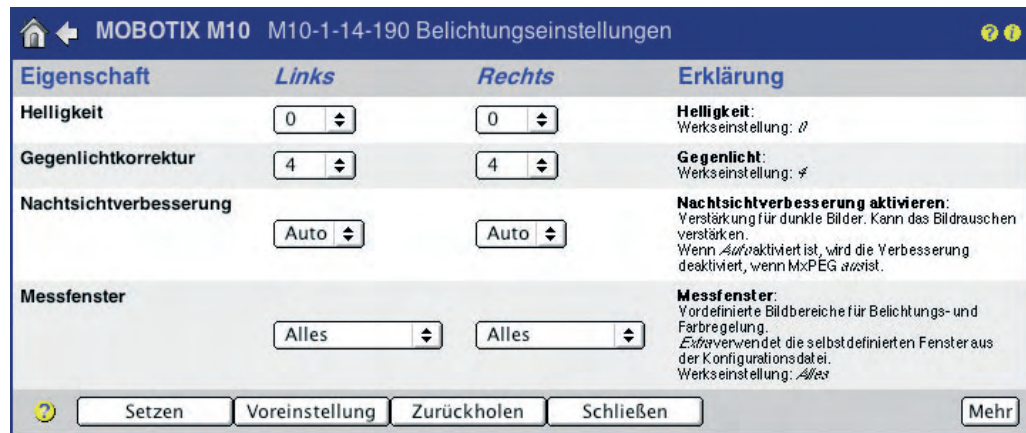 MOBOTIX M10 M10-1-14-190 Belichtungseinstellungen
Eigenschaft Links Rechts Erklärung
Helligkeit 0 0 Helligkeit:
Werkseinstellung: 0
Gegenlichtkorrektur 4 4 Gegenlicht:
Werkseinstellung: 4
Nachtsichtverbesserung Auto Auto Nachtsichtverbesserung aktivieren:
Verstärkung für dunkle Bilder. Kann das Bildrauschen
verstärken.
Wenn Auto aktiviert ist, wird die Verbesserung
deaktiviert, wenn MxPEG aus ist.
Messfenster Alles Alles Messfenster:
Vordefinierte Bildbereiche für Belichtungs- und
Farbregelung.
Extra verwendet die selbstdefinierten Fenster aus
der Konfigurationsdatei.
Werkseinstellung: Alles
? Setzen Voreinstellung Zurückholen Schließen Mehr